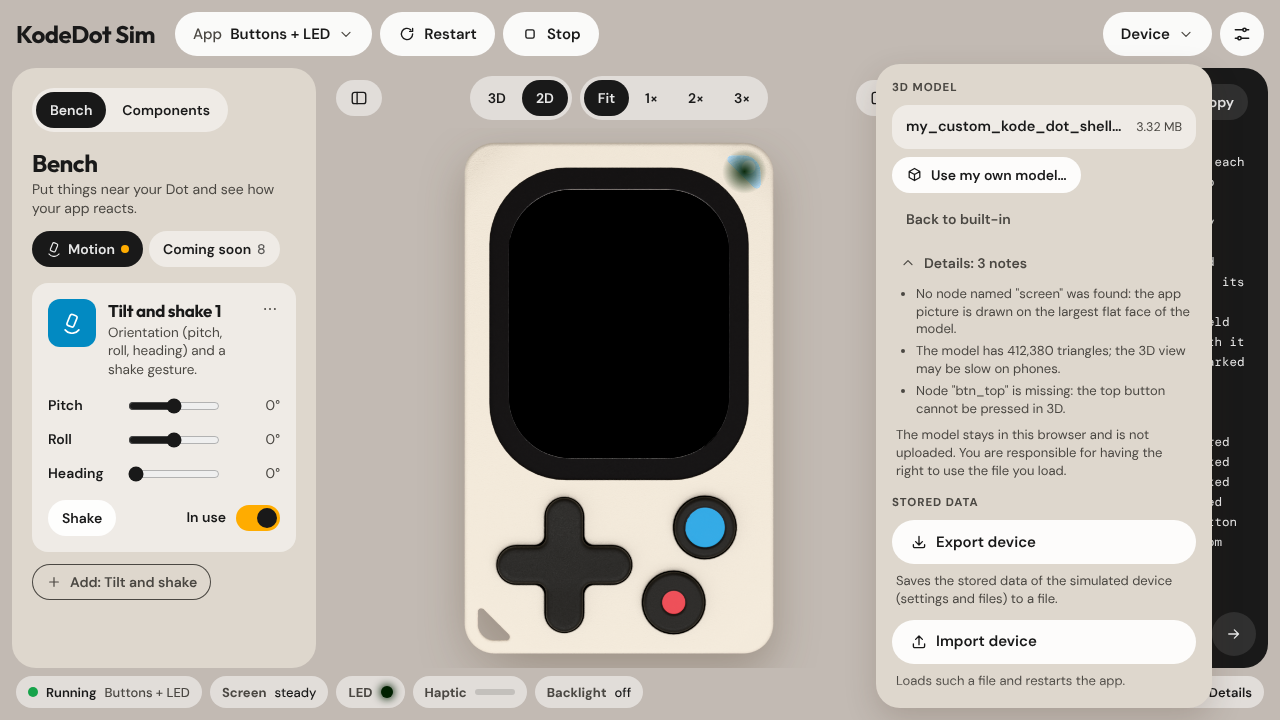 KodeDot Sim
App Buttons + LED
Restart
Stop
Device
Bench
Components
Bench
Put things near your Dot and see how
your app reacts.
Motion
Coming soon 8
Tilt and shake 1
Orientation (pitch,
roll, heading) and a
shake gesture.
Pitch 0°
Roll 0°
Heading 0°
Shake
In use
Add: Tilt and shake
3D
2D
Fit
1×
2×
3×
3D MODEL
my_custom_kode_dot_shell… 3.32 MB
Use my own model…
Back to built-in
Details: 3 notes
No node named "screen" was found: the app
picture is drawn on the largest flat face of the
model.
The model has 412,380 triangles; the 3D view
may be slow on phones.
Node "btn_top" is missing: the top button
cannot be pressed in 3D.
The model stays in this browser and is not
uploaded. You are responsible for having the
right to use the file you load.
STORED DATA
Export device
Saves the stored data of the simulated device
(settings and files) to a file.
Import device
Loads such a file and restarts the app.
each
its
it
Running Buttons + LED
Screen steady
LED
Haptic
Backlight off
Details